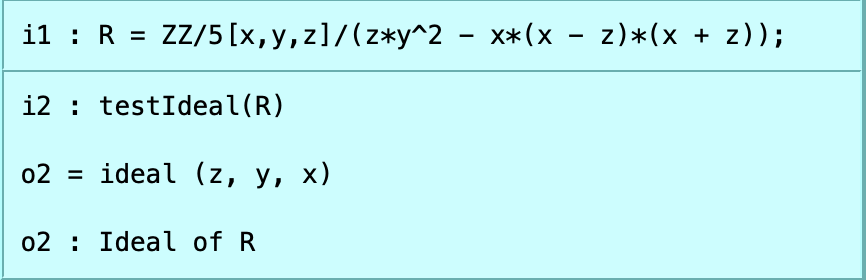 i1 : R = ZZ/5[x,y,z]/(z*y^2 - x*(x - z)*(x + z));
i2 : testIdeal(R)
o2 = ideal (z, y, x)
o2 : Ideal of R